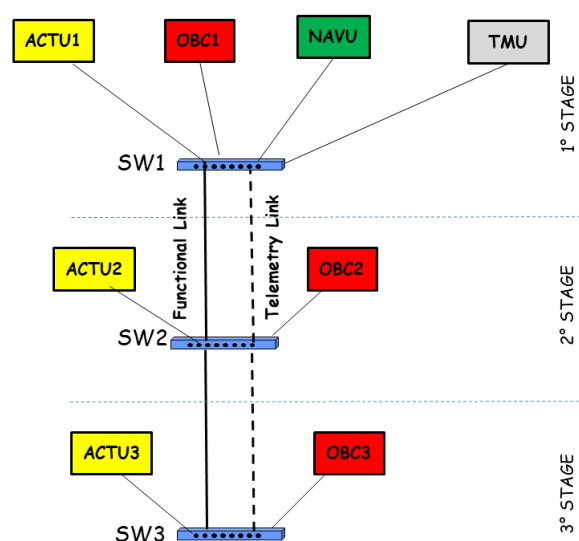 ACTU1
OBC1
NAVU
TMU
1° STAGE
SW1
Functional Link
Telemetry Link
ACTU2
OBC2
2° STAGE
SW2
ACTU3
OBC3
3° STAGE
SW3